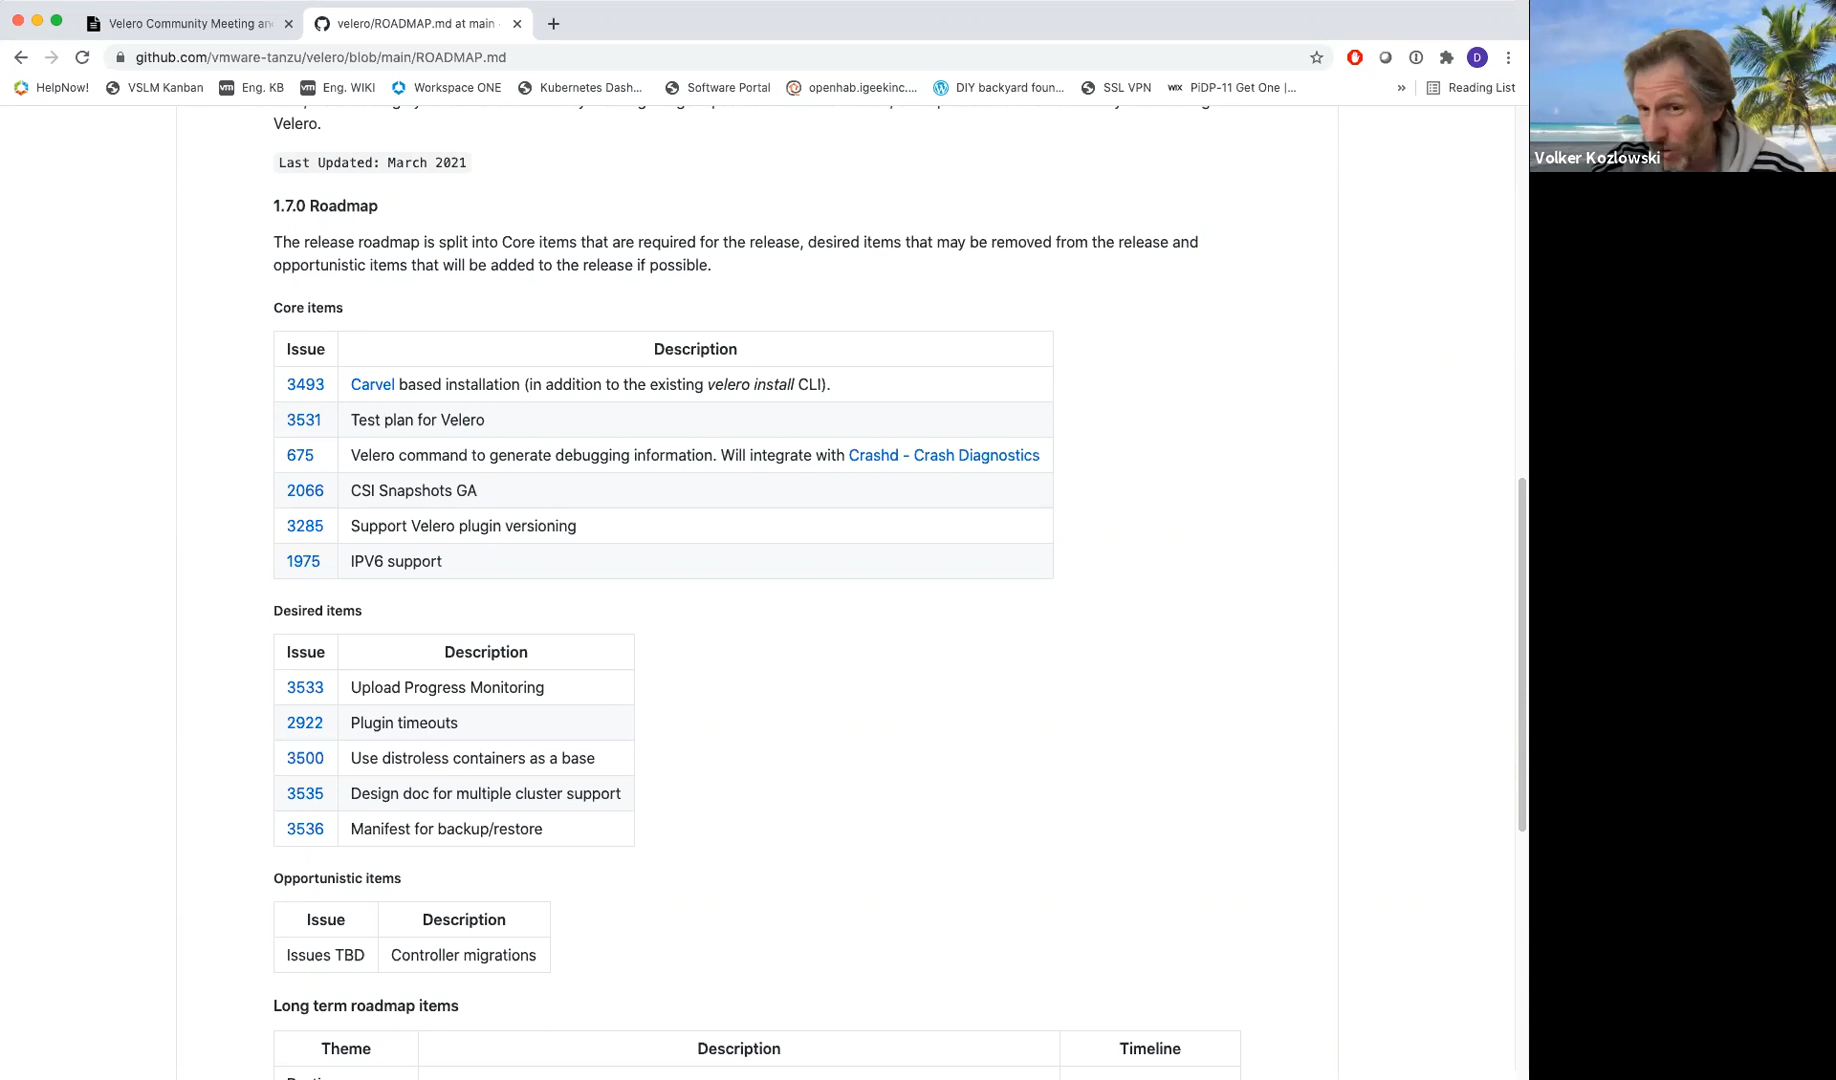 Velero Community Meeting an
velero/ROADMAP.md at main ·
github.com/vmware-tanzu/velero/blob/main/ROADMAP.md
D
HelpNow!
VSLM Kanban
vm Eng. KB
vm Eng. WIKI
Workspace ONE
Kubernetes Dash...
Software Portal
openhab.igeekinc....
DIY backyard foun...
SSL VPN
WIX PiDP-11 Get One |...
»
Reading List
Velero.
Last Updated: March 2021
1.7.0 Roadmap
The release roadmap is split into Core items that are required for the release, desired items that may be removed from the release and
opportunistic items that will be added to the release if possible.
Core items
Issue Description
3493 Carvel based installation (in addition to the existing velero install CLI).
3531 Test plan for Velero
675 Velero command to generate debugging information. Will integrate with Crashd - Crash Diagnostics
2066 CSI Snapshots GA
3285 Support Velero plugin versioning
1975 IPV6 support
Desired items
Issue Description
3533 Upload Progress Monitoring
2922 Plugin timeouts
3500 Use distroless containers as a base
3535 Design doc for multiple cluster support
3536 Manifest for backup/restore
Opportunistic items
Issue Description
Issues TBD Controller migrations
Long term roadmap items
Theme Description Timeline
Volker Kozlowski